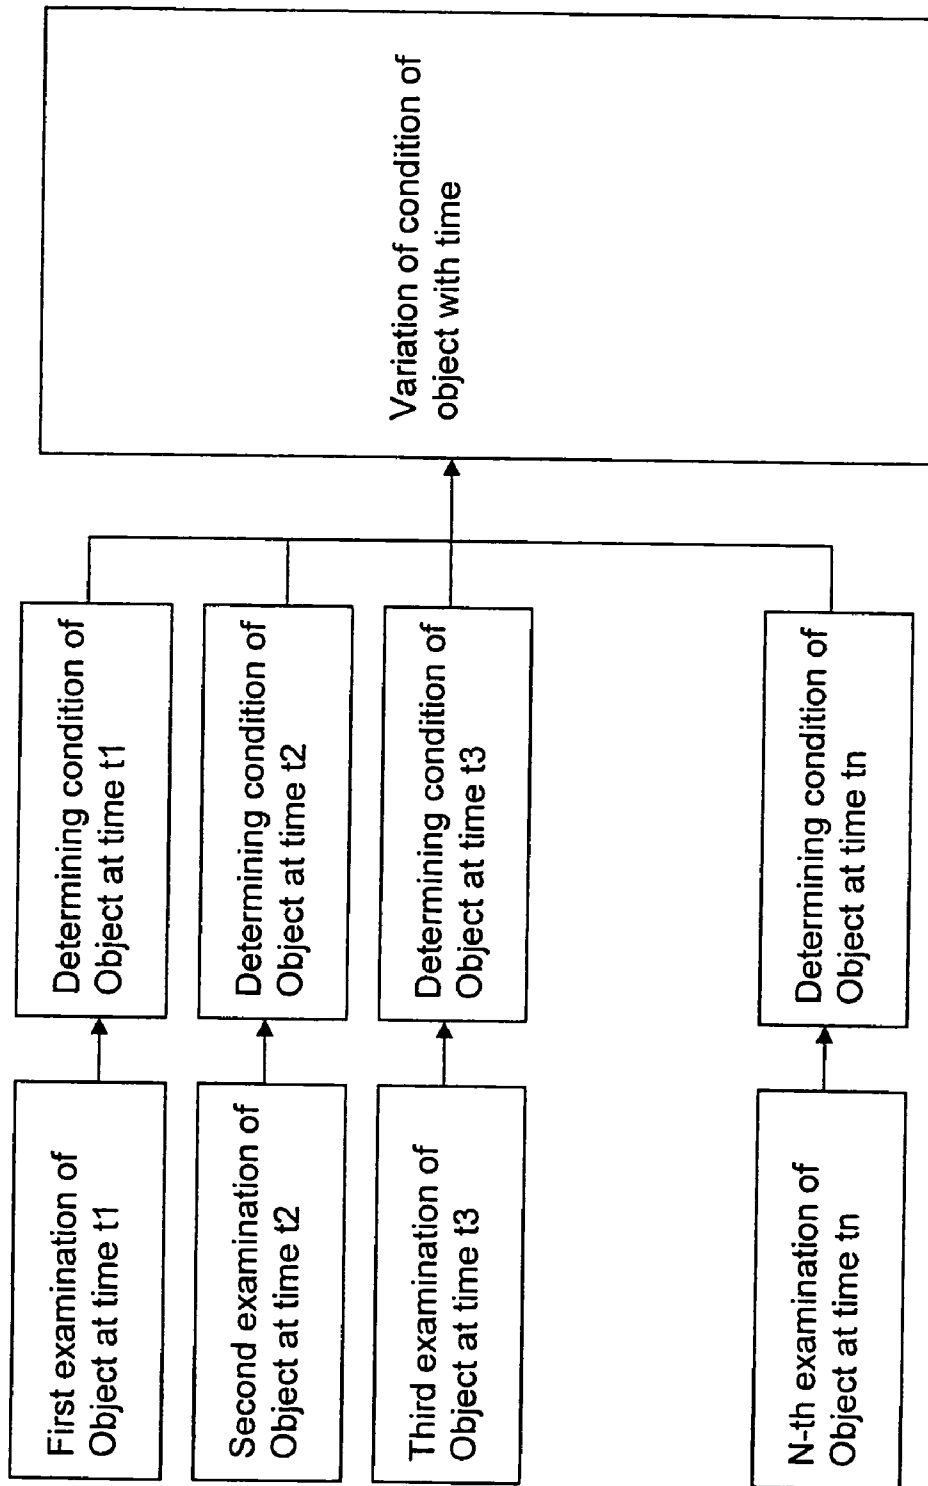 First examination of
Object at time t1
Determining condition of
Object at time t1
Second examination of
Object at time t2
Determining condition of
Object at time t2
Third examination of
Object at time t3
Determining condition of
Object at time t3
N-th examination of
Object at time tn
Determining condition of
Object at time tn
Variation of condition of
object with time